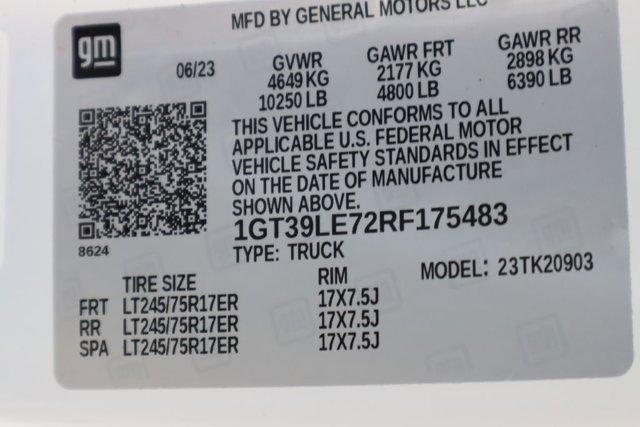 MFD BY GENERAL MOTORS LLC
gm
06/23
GVWR GAWR FRT GAWR RR
4649 KG 2177 KG 2898 KG
10250 LB 4800 LB 6390 LB
THIS VEHICLE CONFORMS TO ALL
APPLICABLE U.S. FEDERAL MOTOR
VEHICLE SAFETY STANDARDS IN EFFECT
ON THE DATE OF MANUFACTURE
SHOWN ABOVE.
1GT39LE72RF175483
8624
TYPE: TRUCK
MODEL: 23TK20903
TIRE SIZE RIM
FRT LT245/75R17ER 17X7.5J
RR LT245/75R17ER 17X7.5J
SPA LT245/75R17ER 17X7.5J